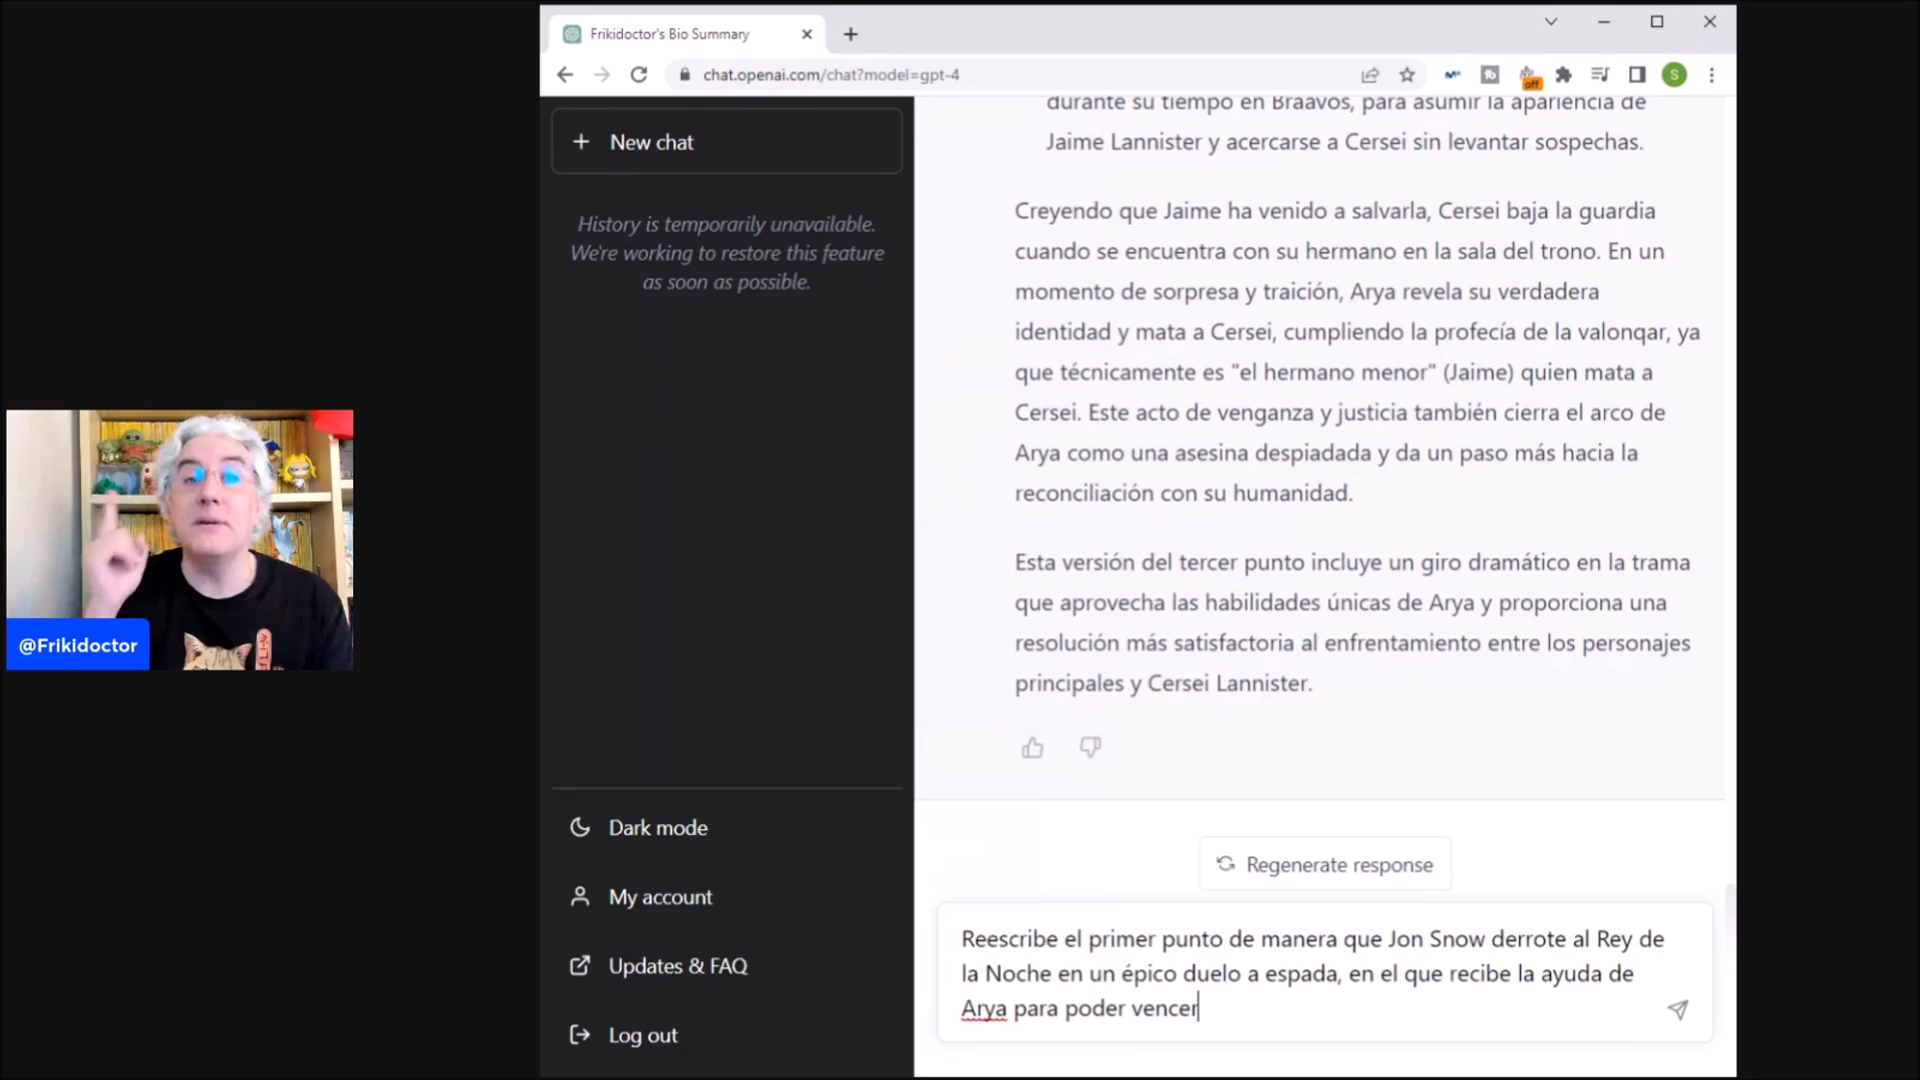 Frikidoctor's Bio Summary
chat.openai.com/chat?model=gpt-4
off
S
New chat
History is temporarily unavailable.
We're working to restore this feature
as soon as possible.
Dark mode
My account
Updates & FAQ
Log out
durante su tiempo en Braavos, para asumir la apariencia de
Jaime Lannister y acercarse a Cersei sin levantar sospechas.
Creyendo que Jaime ha venido a salvarla, Cersei baja la guardia
cuando se encuentra con su hermano en la sala del trono. En un
momento de sorpresa y traición, Arya revela su verdadera
identidad y mata a Cersei, cumpliendo la profecía de la valonqar, ya
que técnicamente es "el hermano menor" (Jaime) quien mata a
Cersei. Este acto de venganza y justicia también cierra el arco de
Arya como una asesina despiadada y da un paso más hacia la
reconciliación con su humanidad.
Esta versión del tercer punto incluye un giro dramático en la trama
que aprovecha las habilidades únicas de Arya y proporciona una
resolución más satisfactoria al enfrentamiento entre los personajes
principales y Cersei Lannister.
Regenerate response
Reescribe el primer punto de manera que Jon Snow derrote al Rey de
la Noche en un épico duelo a espada, en el que recibe la ayuda de
Arya para poder vencer
@Frikidoctor